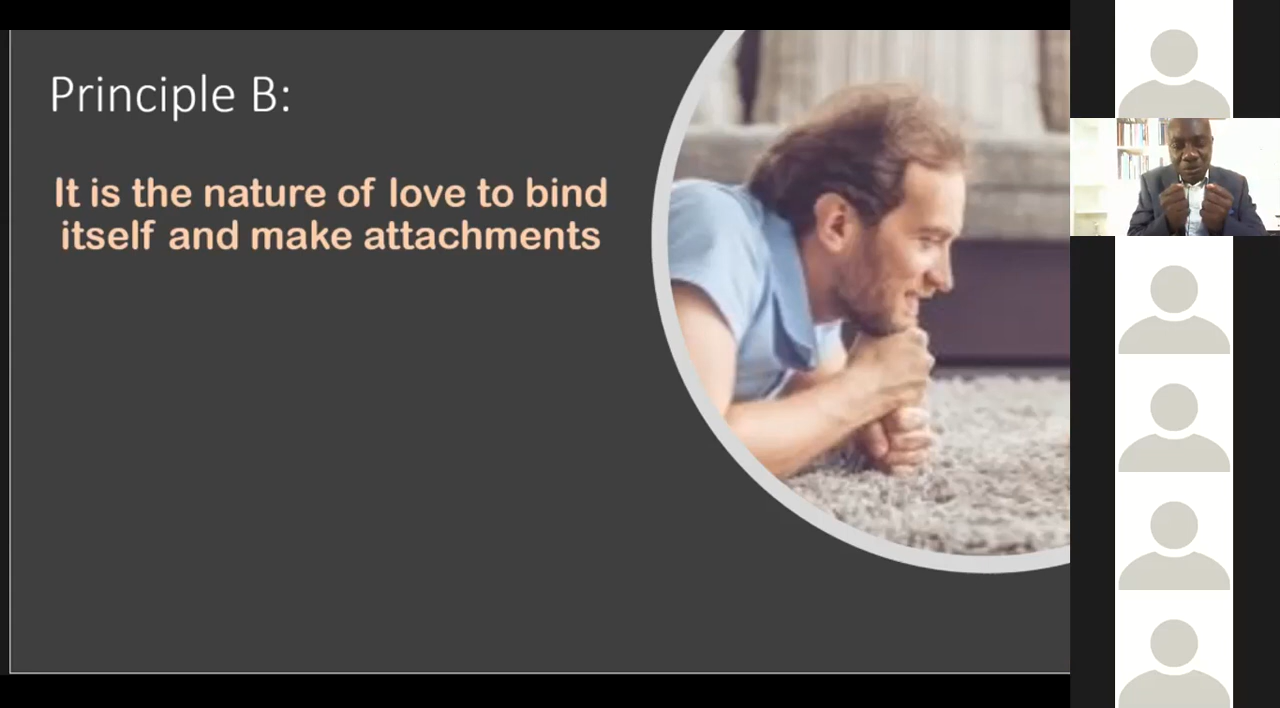 Principle B:
It is the nature of love to bind
itself and make attachments